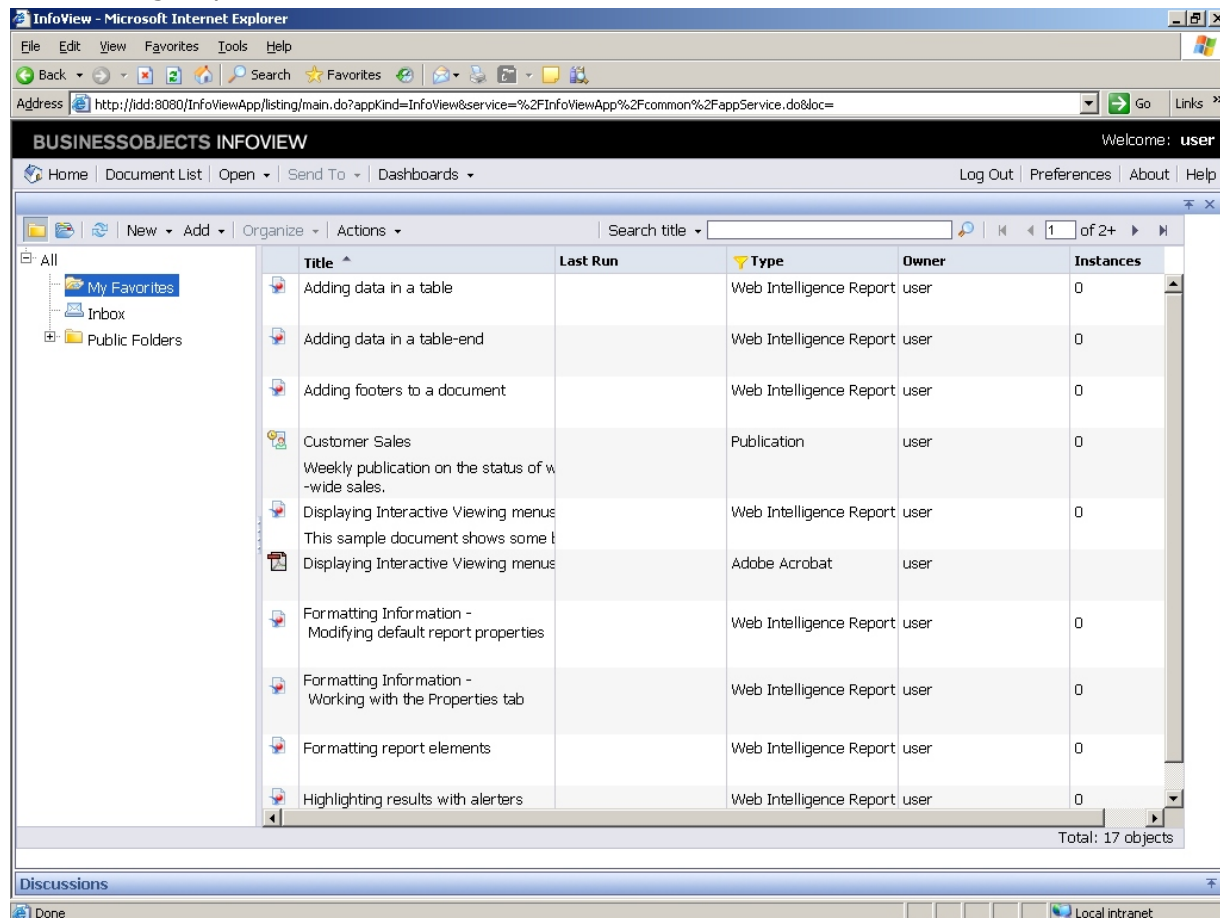 InfoView - Microsoft Internet Explorer
File Edit View Favorites Tools Help
Back Search Favorites
Address http://idd:8080/InfoViewApp/listing/main.do?appKind=InfoView&service=%2FInfoViewApp%2Fcommon%2FappService.do&loc= Go Links
BUSINESSOBJECTS INFOVIEW Welcome: user
Home Document List Open Send To Dashboards Log Out Preferences About Help
New Add Organize Actions Search title 1 of 2+
All
My Favorites
Inbox
Public Folders
Title Last Run Type Owner Instances
Adding data in a table Web Intelligence Report user 0
Adding data in a table-end Web Intelligence Report user 0
Adding footers to a document Web Intelligence Report user 0
Customer Sales Publication user 0
Weekly publication on the status of w
-wide sales.
Displaying Interactive Viewing menus Web Intelligence Report user 0
This sample document shows some
Displaying Interactive Viewing menus Adobe Acrobat user
Formatting Information -
Modifying default report properties Web Intelligence Report user 0
Formatting Information -
Working with the Properties tab Web Intelligence Report user 0
Formatting report elements Web Intelligence Report user 0
Highlighting results with alerters Web Intelligence Report user 0
Total: 17 objects
Discussions
Done Local intranet